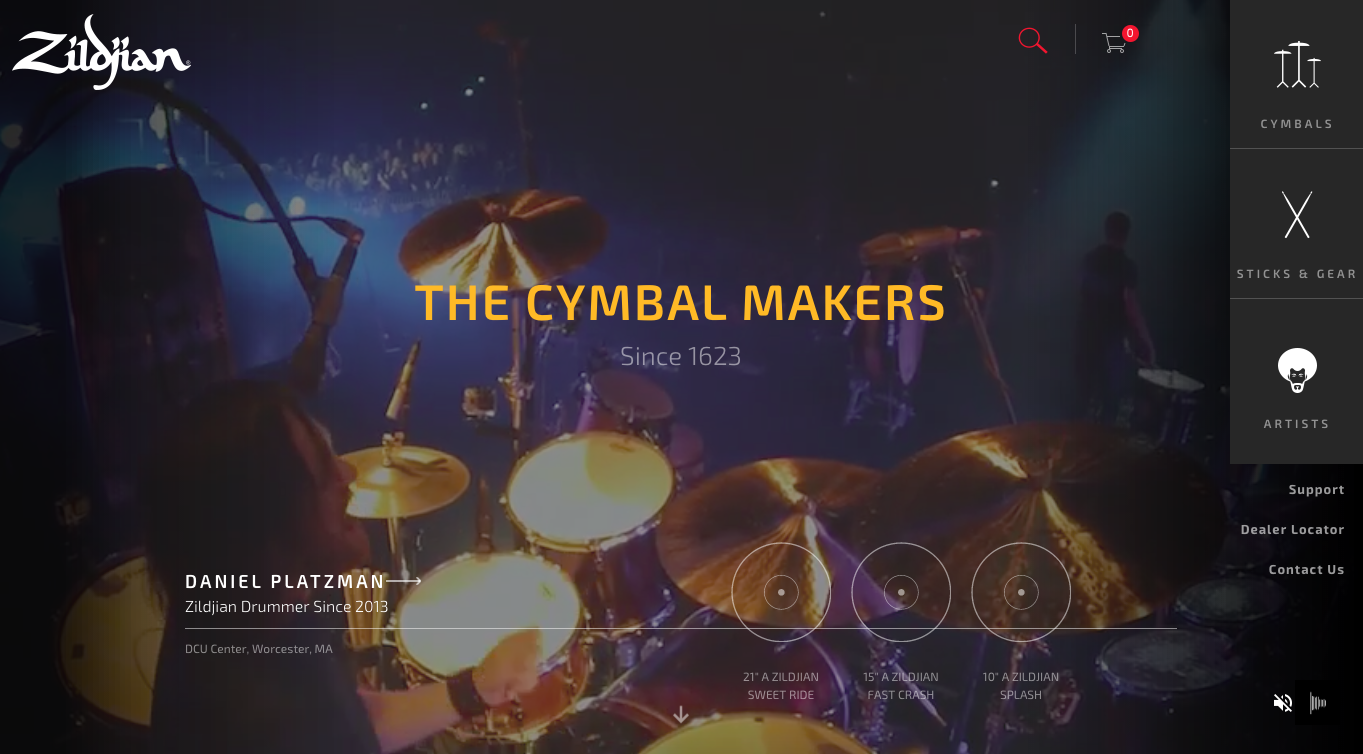 Zildjian
0
CYMBALS
STICKS & GEAR
THE CYMBAL MAKERS
Since 1623
ARTISTS
Support
Dealer Locator
Contact Us
DANIEL PLATZMAN
Zildjian Drummer Since 2013
DCU Center, Worcester, MA
21" A ZILDJIAN
SWEET RIDE
15" A ZILDJIAN
FAST CRASH
10" A ZILDJIAN
SPLASH